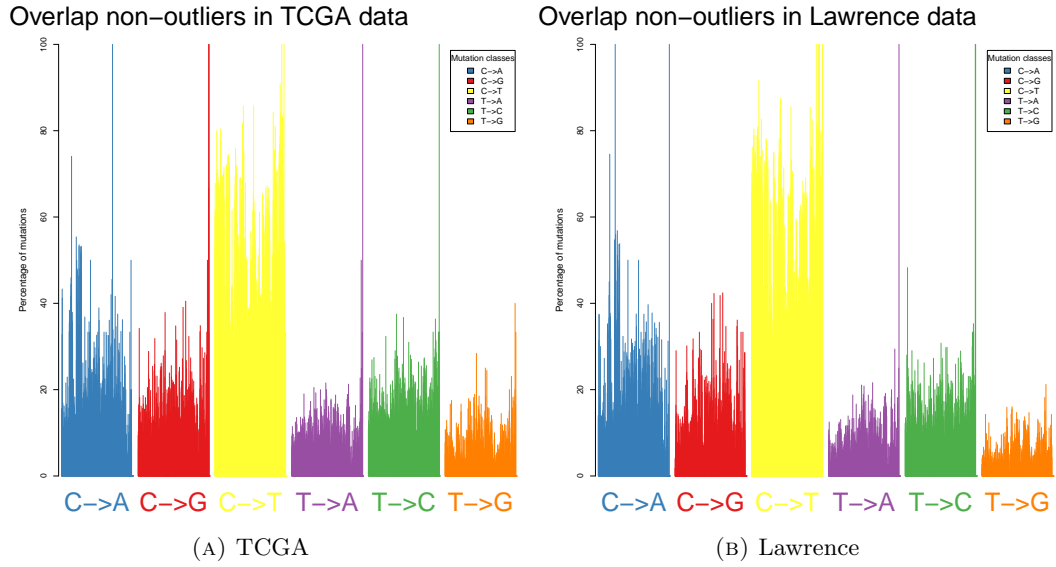 Overlap non−outliers in TCGA data
Percentage of mutations
0
20
40
60
80
100
Mutation classes
C−>A
C−>G
C−>T
T−>A
T−>C
T−>G
C−>A C−>G C−>T T−>A T−>C T−>G
(A) TCGA
Overlap non−outliers in Lawrence data
Percentage of mutations
0
20
40
60
80
100
Mutation classes
C−>A
C−>G
C−>T
T−>A
T−>C
T−>G
C−>A C−>G C−>T T−>A T−>C T−>G
(B) Lawrence